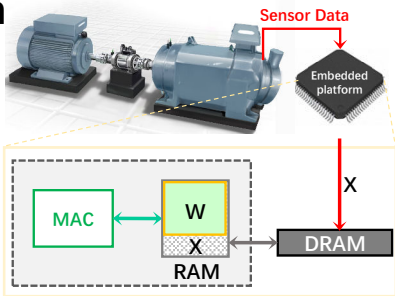 Sensor Data
Embedded
platform
X
W
MAC
X
RAM
DRAM